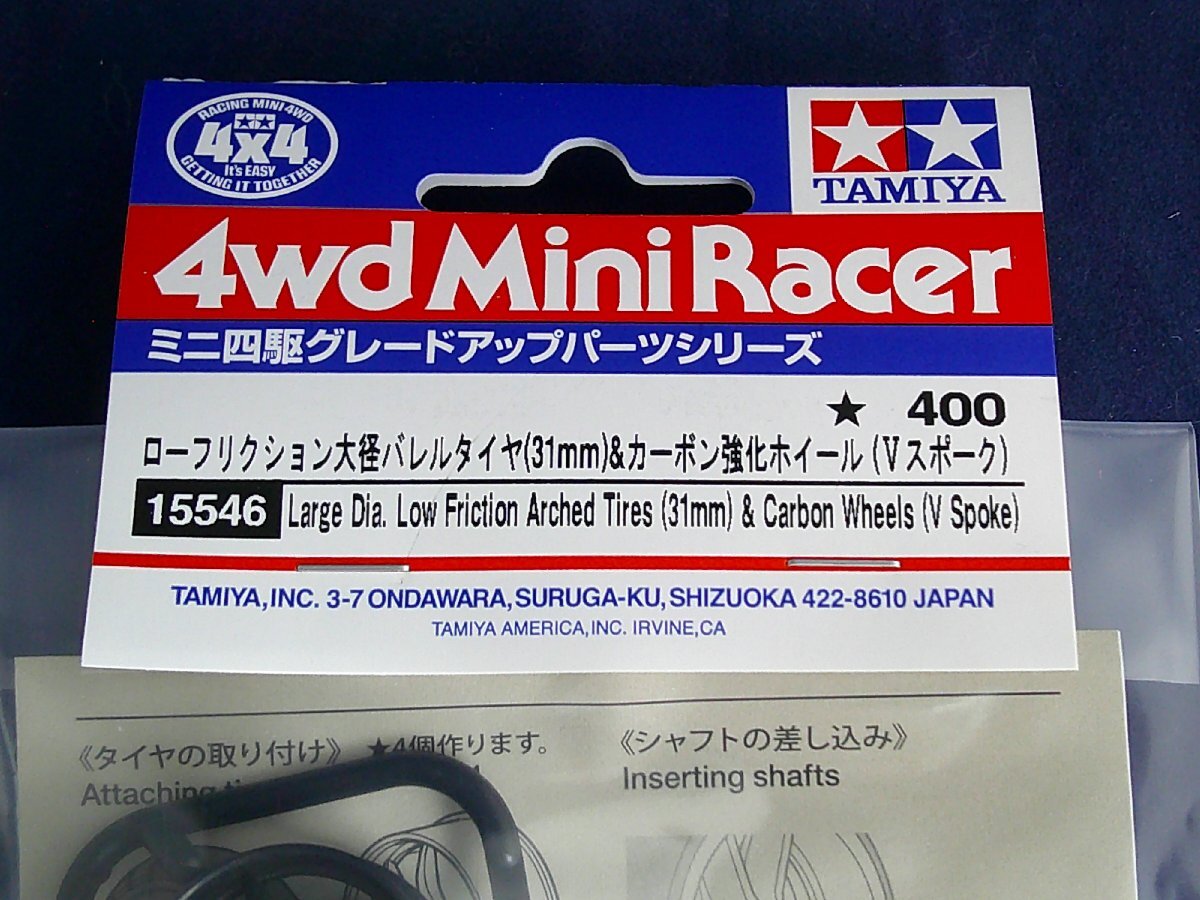 RACING MINI 4WD
4x4
It's EASY
GETTING IT TOGETHER
TAMIYA
4wd Mini Racer
ミニ四駆グレードアップパーツシリーズ
★ 400
ローフリクション大径バレルタイヤ(31mm)&カーボン強化ホイール(Vスポーク)
15546 Large Dia. Low Friction Arched Tires (31mm) & Carbon Wheels (V Spoke)
TAMIYA, INC. 3-7 ONDAWARA, SURUGA-KU, SHIZUOKA 422-8610 JAPAN
TAMIYA AMERICA, INC. IRVINE, CA
《タイヤの取り付け》 ★4個作ります。
《シャフトの差し込み》
Attaching
Inserting shafts